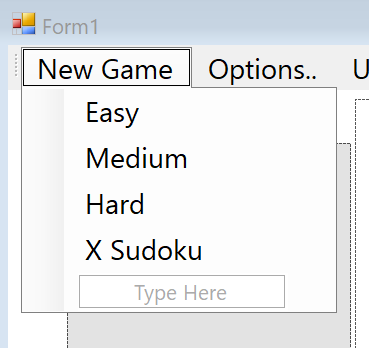 Form1
New Game Options.. U
Easy
Medium
Hard
X Sudoku
Type Here